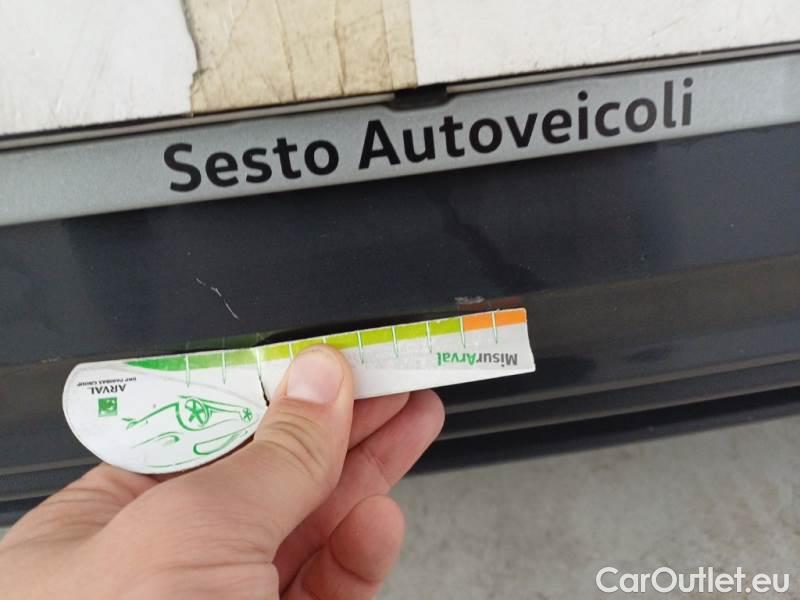 Sesto Autoveicoli
MisurArval
ARVAL
BNP PARIBAS GROUP
CarOutlet.eu